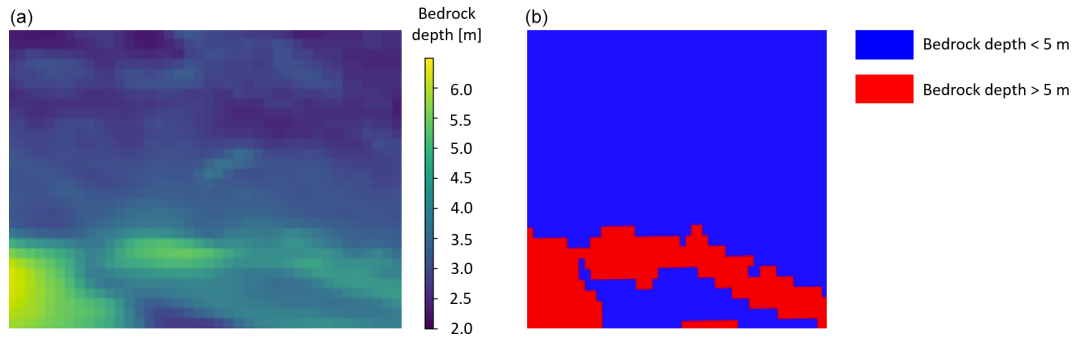 (a)
Bedrock
depth [m]
6.0
5.5
5.0
4.5
4.0
3.5
3.0
2.5
2.0
(b)
Bedrock depth < 5 m
Bedrock depth > 5 m